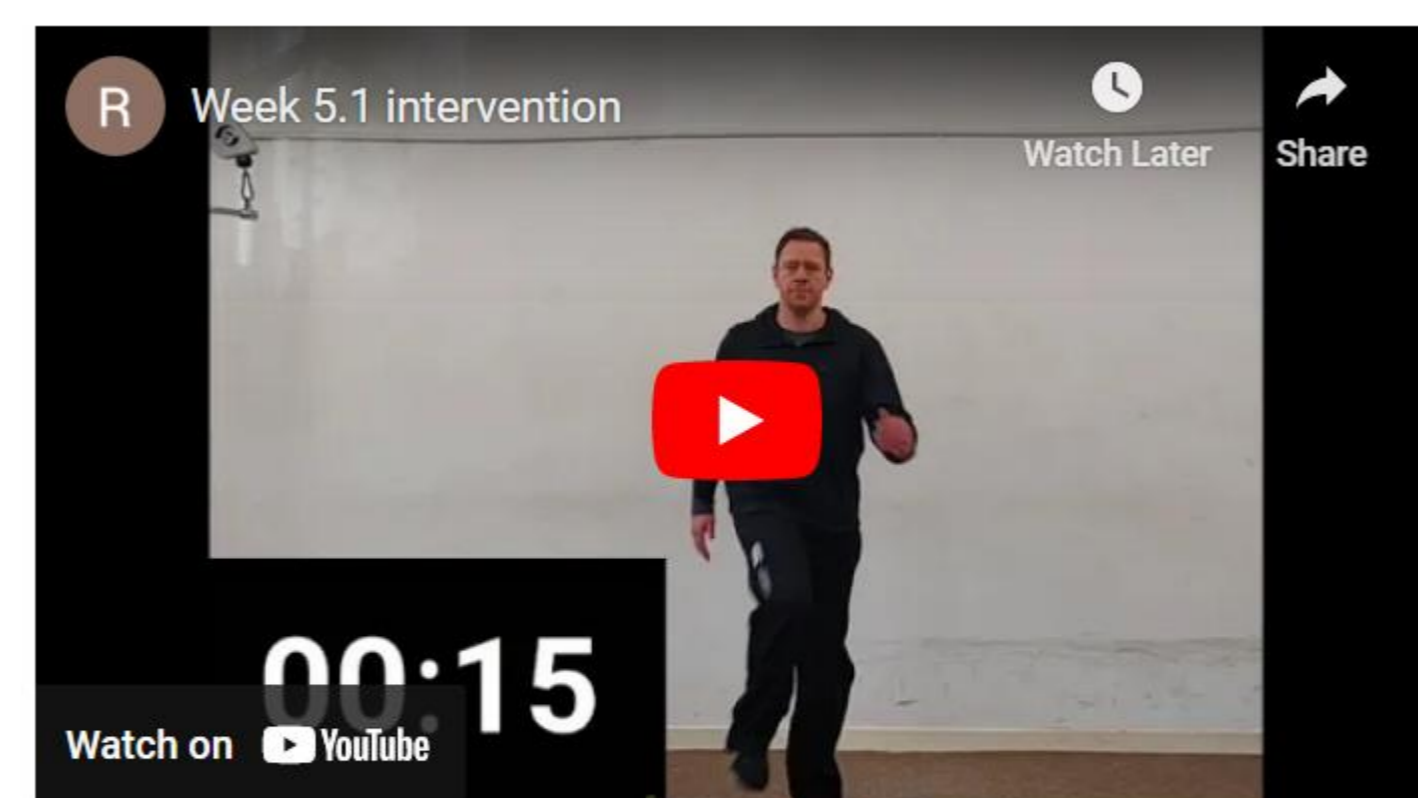 R
Week 5.1 intervention
Watch Later
Share
00:15
Watch on YouTube